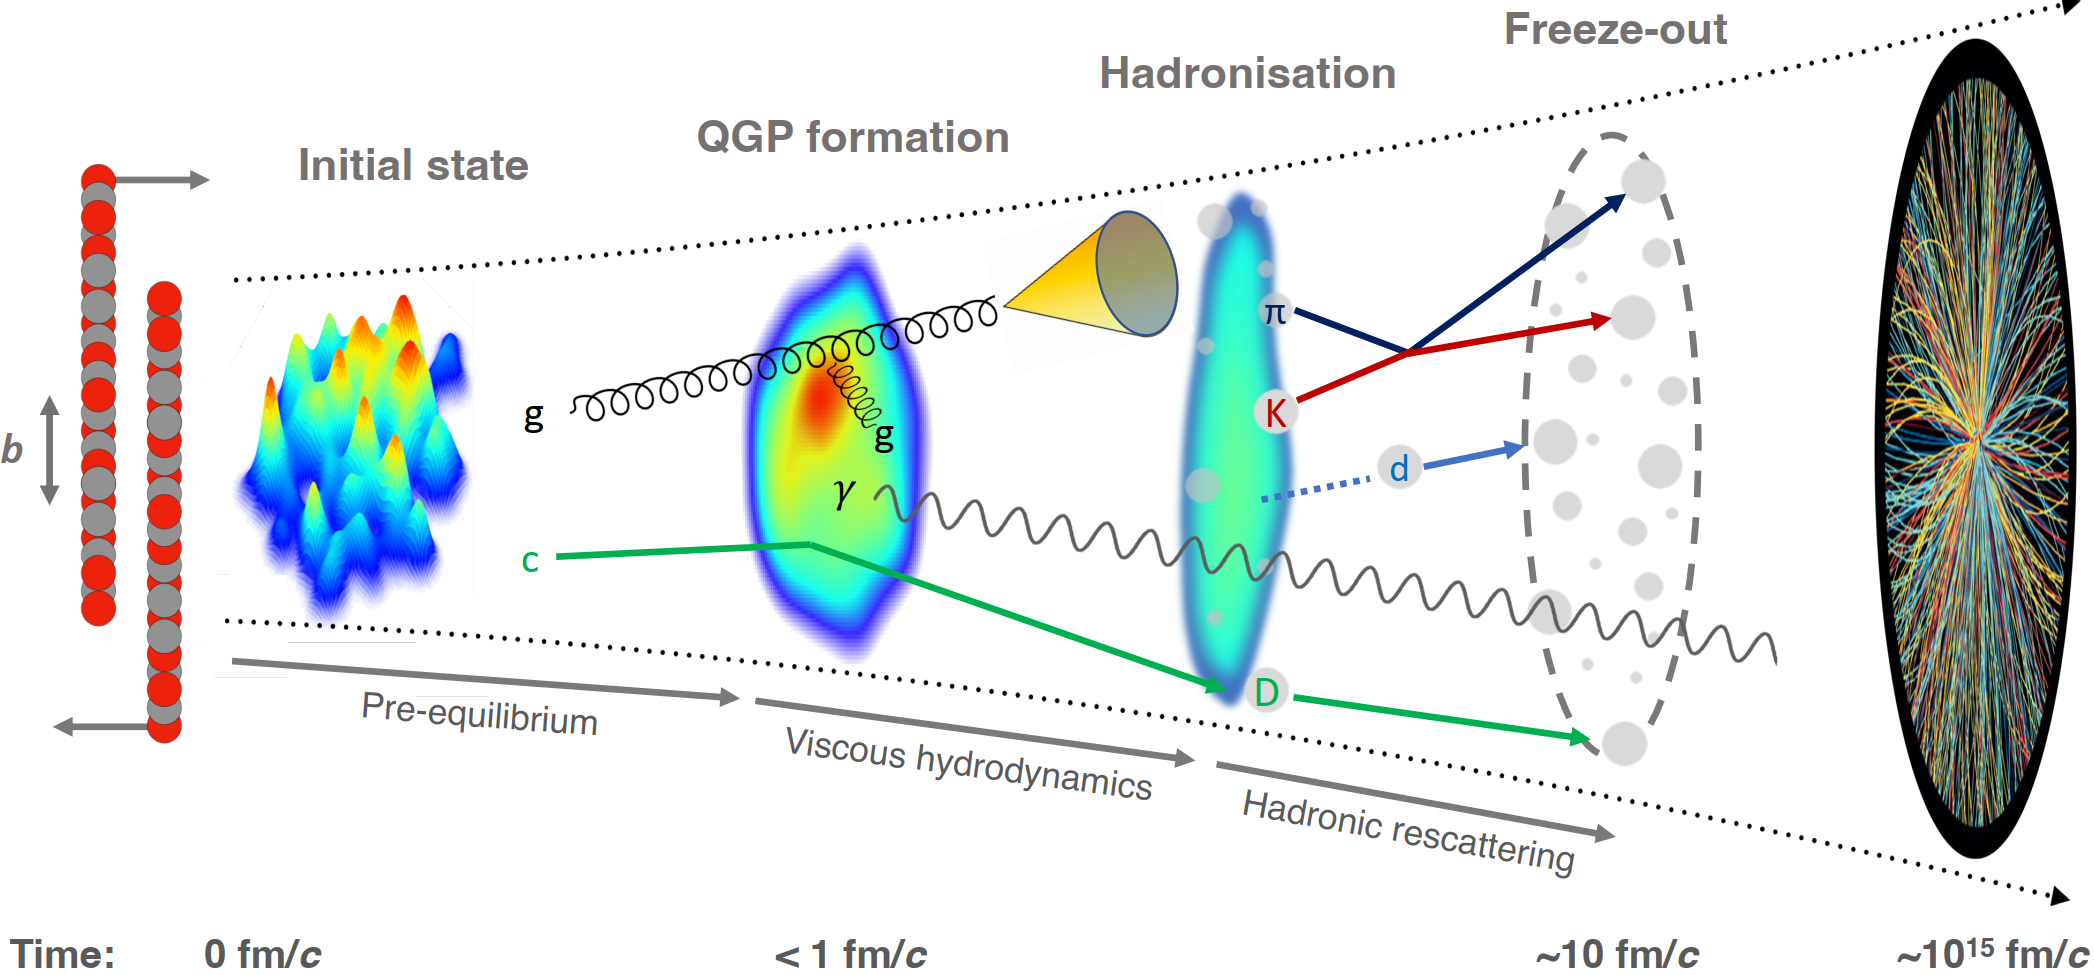 Freeze-out
Hadronisation
QGP formation
Initial state
b
g
g
γ
c
π
K
d
D
Pre-equilibrium
Viscous hydrodynamics
Hadronic rescattering
Time: 0 fm/c < 1 fm/c ~10 fm/c ~10¹⁵ fm/c